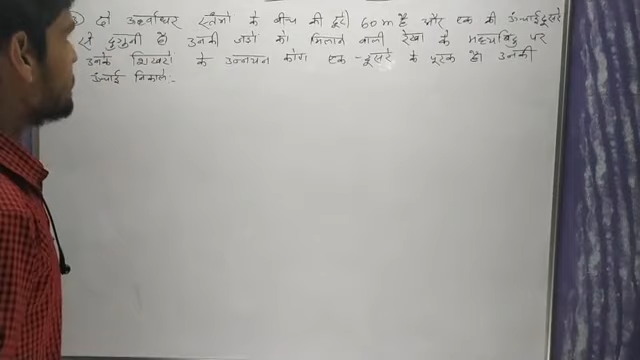 दो ऊर्ध्वाधर स्तंभो के बीच की दूरी 60 m है और एक की ऊंचाई दूसरे
से दुगुनी है उनकी जडो को मिलाने वाली रेखा के मध्यबिंदु पर
उनके शिखरो के उन्नयन कोण एक-दूसरे के पूरक है। उनकी
ऊंचाई निकाले:-